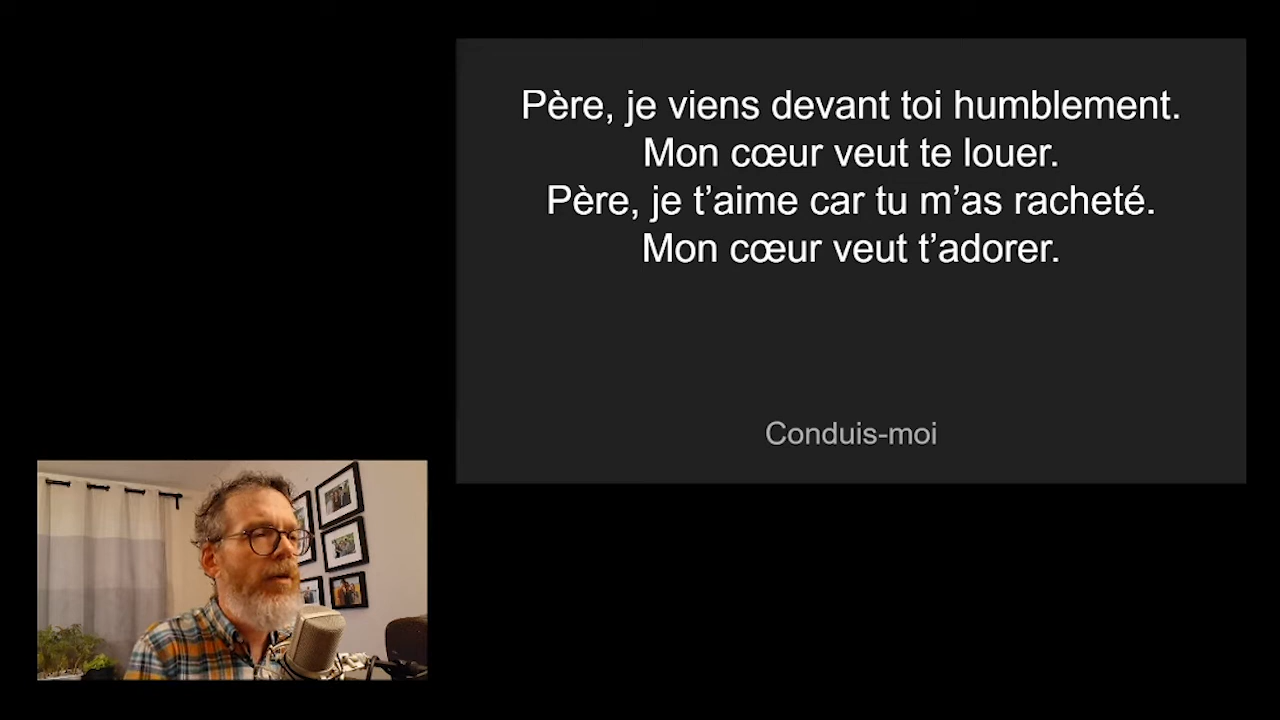 Père, je viens devant toi humblement.
Mon cœur veut te louer.
Père, je t’aime car tu m’as racheté.
Mon cœur veut t’adorer.
Conduis-moi